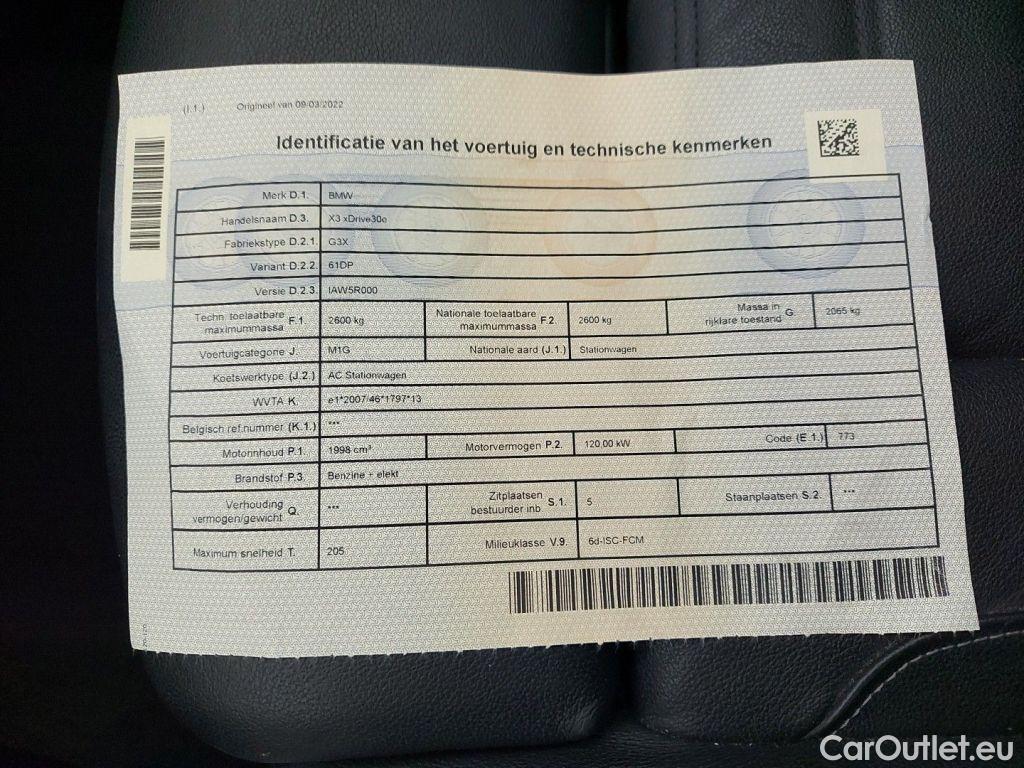 (I.1.) Origineel van 09/03/2022
Identificatie van het voertuig en technische kenmerken
Merk D.1. BMW
Handelsnaam D.3. X3 xDrive30e
Fabriekstype D.2.1. G3X
Variant D.2.2. 61DP
Versie D.2.3. IAW5R000
Techn. toelaatbare maximummassa F.1. 2600 kg Nationale toelaatbare maximummassa F.2. 2600 kg Massa in rijklare toestand G. 2065 kg
Voertuigcategorie J. M1G Nationale aard (J.1.) Stationwagen
Koetswerktype (J.2.) AC Stationwagen
WVTA K. e1*2007/46*1797*13
Belgisch ref.nummer (K.1.) ***
Motorinhoud P.1. 1998 cm³ Motorvermogen P.2. 120,00 kW Code (E.1.) 773
Brandstof P.3. Benzine + elekt
Verhouding vermogen/gewicht Q. *** Zitplaatsen bestuurder inb. S.1. 5 Staanplaatsen S.2. ***
Maximum snelheid T. 205 Milieuklasse V.9. 6d-ISC-FCM
CarOutlet.eu